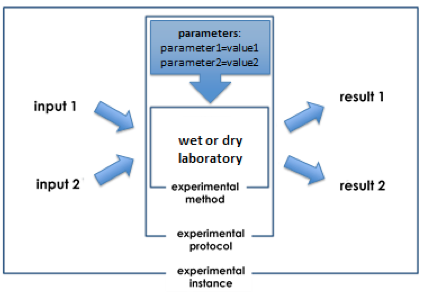 parameters:
parameter1=value1
parameter2=value2
input 1
result 1
wet or dry
laboratory
input 2
result 2
experimental
method
experimental
protocol
experimental
instance